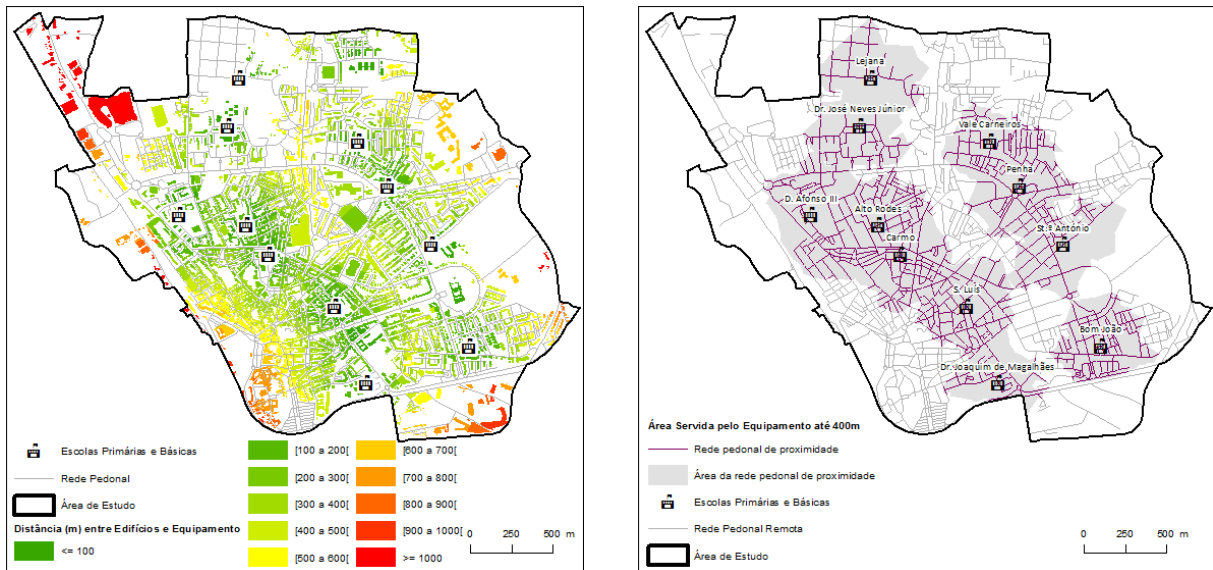 Escolas Primárias e Básicas
Rede Pedonal
Área de Estudo
Distância (m) entre Edifícios e Equipamento
<= 100
[100 a 200[
[200 a 300[
[300 a 400[
[400 a 500[
[500 a 600[
[600 a 700[
[700 a 800[
[800 a 900[
[900 a 1000[
>= 1000
0 250 500 m
Lejana
Dr. José Neves Júnior
Vale Carneiros
Penha
D. Afonso III
Alto Rodes
St.º António
Carmo
S. Luis
Bom João
Dr. Joaquim de Magalhães
Área Servida pelo Equipamento até 400m
Rede pedonal de proximidade
Área da rede pedonal de proximidade
Escolas Primárias e Básicas
Rede Pedonal Remota
Área de Estudo
0 250 500 m